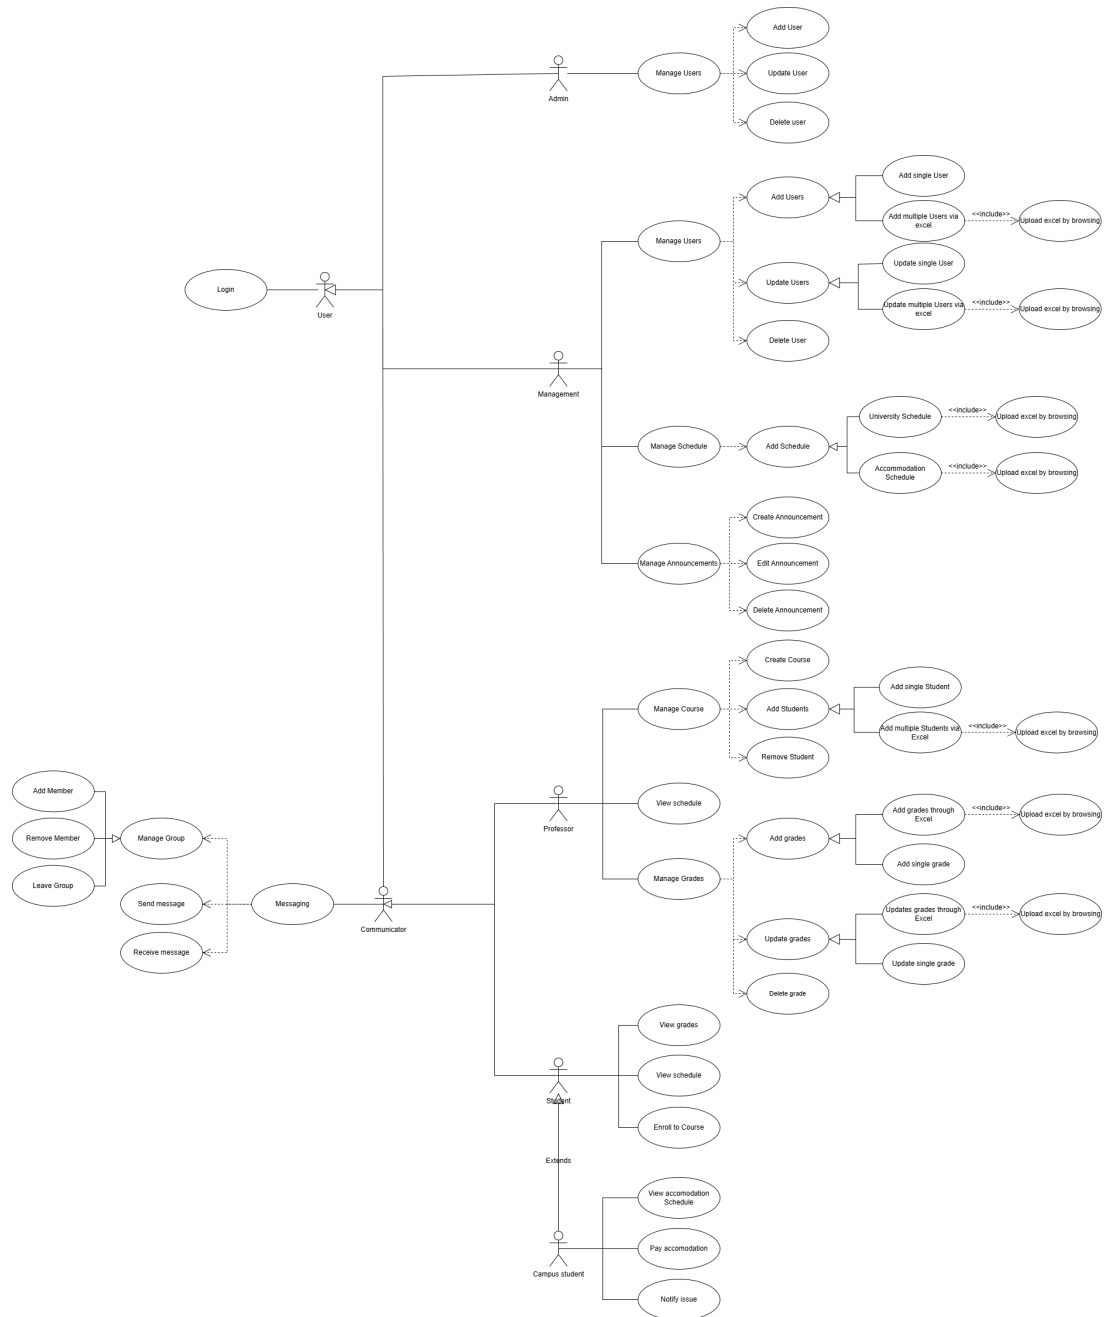 Add User
Manage Users
Update User
Admin
Delete user
Add single User
Add Users
Add multiple Users via
excel
<<include>>
Upload excel by browsing
Manage Users
Update single User
Login
User
Update Users
Update multiple Users via
excel
<<include>>
Upload excel by browsing
Delete User
Management
University Schedule
<<include>>
Upload excel by browsing
Manage Schedule
Add Schedule
Accommodation
Schedule
<<include>>
Upload excel by browsing
Create Announcement
Manage Announcements
Edit Announcement
Delete Announcement
Create Course
Add single Student
Manage Course
Add Students
Add multiple Students via
Excel
<<include>>
Upload excel by browsing
Remove Student
Add Member
View schedule
Professor
Add grades through
Excel
<<include>>
Upload excel by browsing
Remove Member
Manage Group
Add grades
Add single grade
Leave Group
Manage Grades
Send message
Messaging
Communicator
Updates grades through
Excel
<<include>>
Upload excel by browsing
Receive message
Update grades
Update single grade
Delete grade
View grades
View schedule
Student
Enroll to Course
Extends
View accomodation
Schedule
Pay accomodation
Campus student
Notify issue